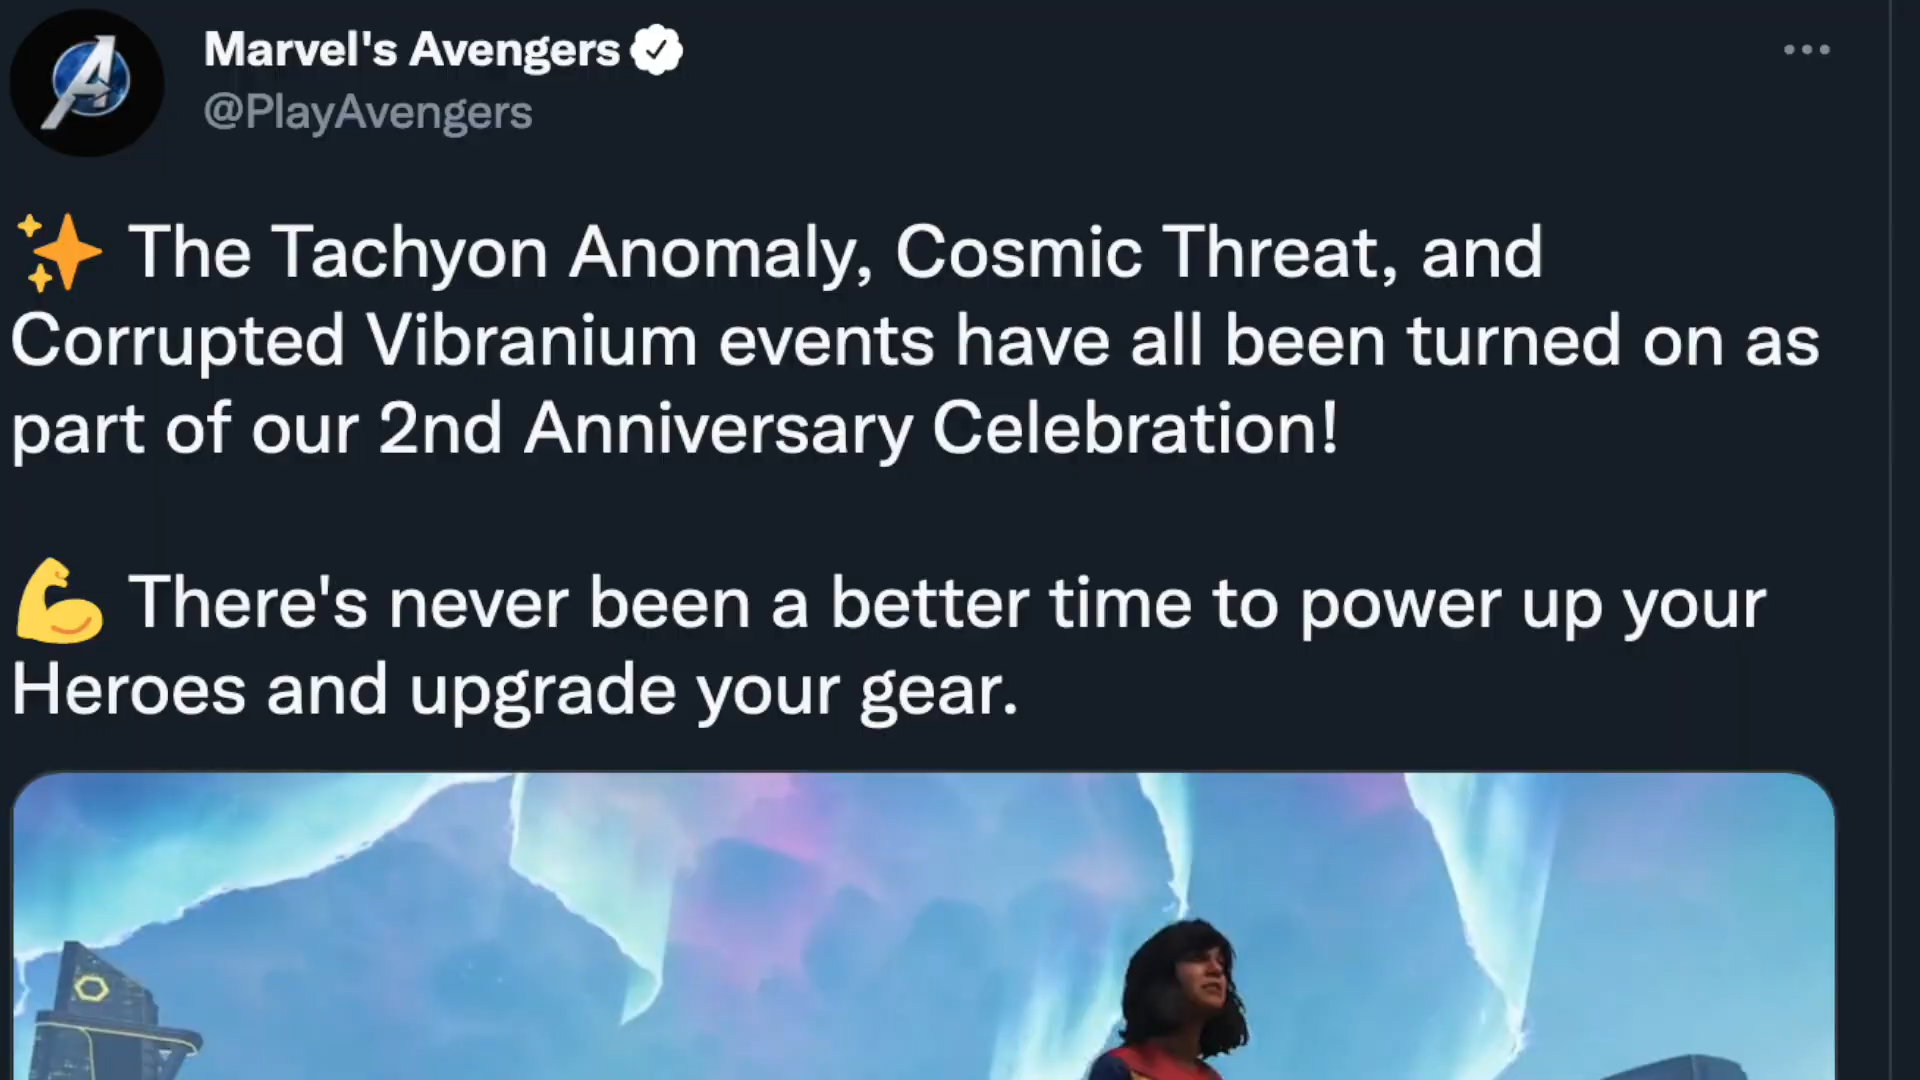 Marvel's Avengers
@PlayAvengers
✨ The Tachyon Anomaly, Cosmic Threat, and
Corrupted Vibranium events have all been turned on as
part of our 2nd Anniversary Celebration!
💪 There's never been a better time to power up your
Heroes and upgrade your gear.